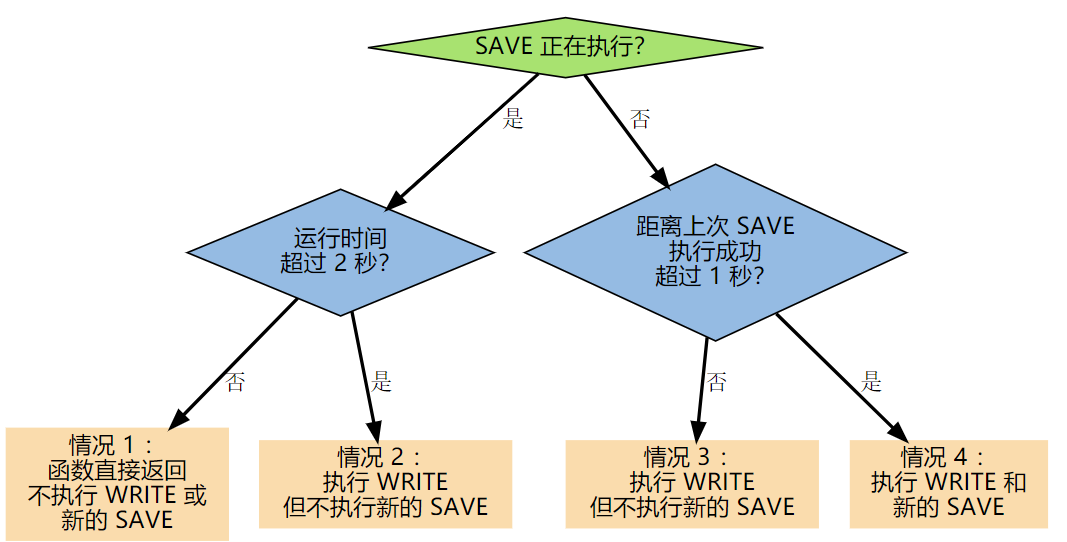 SAVE 正在执行？
是
否
运行时间
超过 2 秒？
距离上次 SAVE
执行成功
超过 1 秒？
否
是
否
是
情况 1 ：
函数直接返回
不执行 WRITE 或
新的 SAVE
情况 2 ：
执行 WRITE
但不执行新的 SAVE
情况 3 ：
执行 WRITE
但不执行新的 SAVE
情况 4 ：
执行 WRITE 和
新的 SAVE